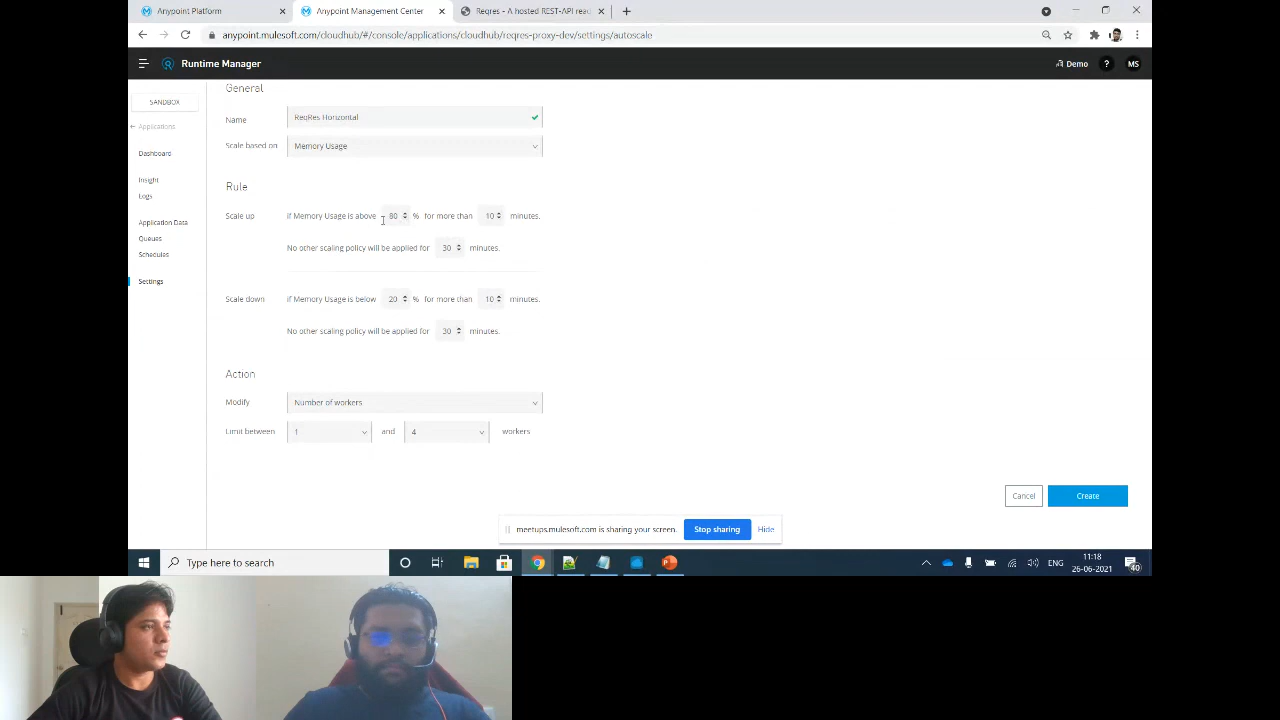 Anypoint Platform
Anypoint Management Center
Reqres - A hosted REST-API rea
anypoint.mulesoft.com/cloudhub/#/console/applications/cloudhub/reqres-proxy-dev/settings/autoscale
Runtime Manager
Demo
?
MS
SANDBOX
Applications
Dashboard
Insight
Logs
Application Data
Queues
Schedules
Settings
General
Name
ReqRes Horizontal
Scale based on
Memory Usage
Rule
Scale up
if Memory Usage is above 80 % for more than 10 minutes.
No other scaling policy will be applied for 30 minutes.
Scale down
if Memory Usage is below 20 % for more than 10 minutes.
No other scaling policy will be applied for 30 minutes.
Action
Modify
Number of workers
Limit between
1 and 4 workers
Cancel
Create
meetups.mulesoft.com is sharing your screen.
Stop sharing
Hide
Type here to search
ENG
11:18
26-06-2021
40